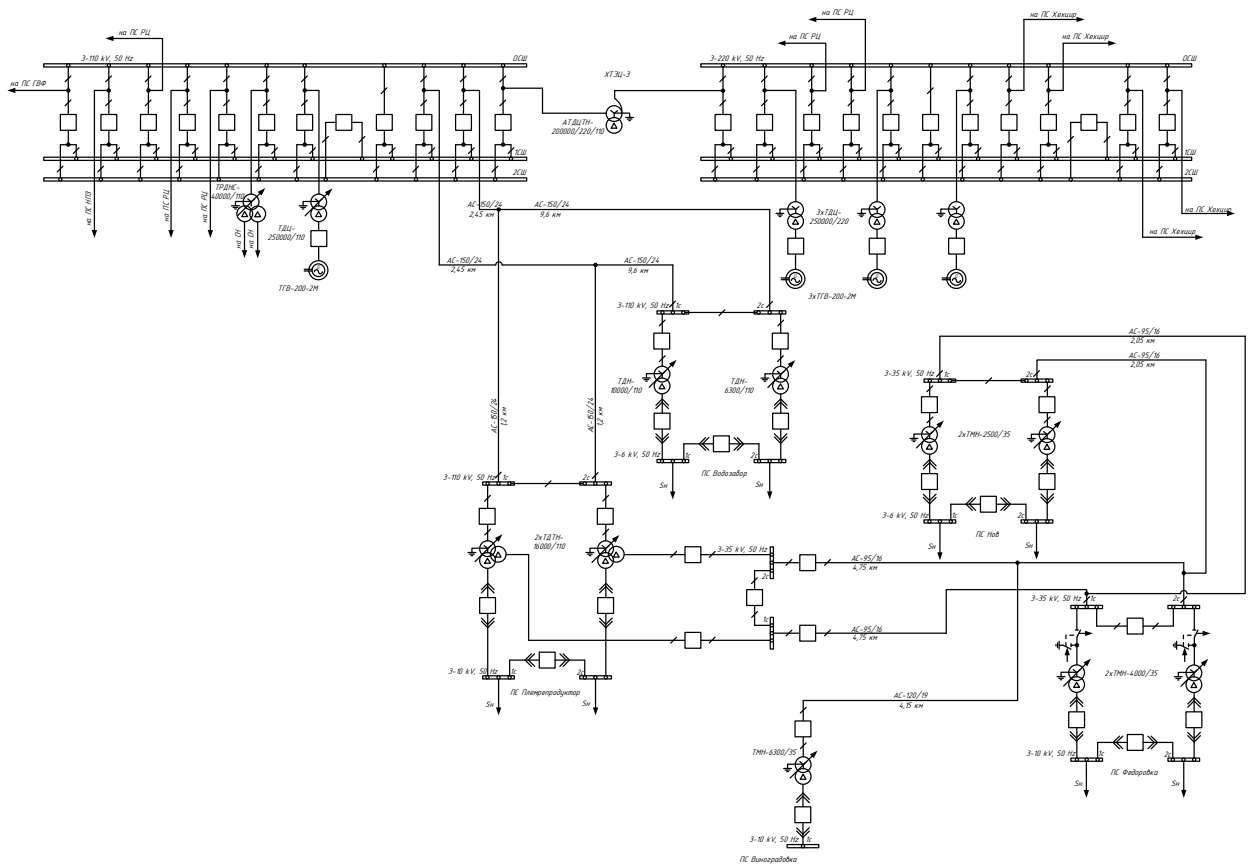 на ПС РЦ
на ПС Хехцир
на ПС РЦ
на ПС Хехцир
3-110 kV, 50 Hz
ОСШ
3-220 kV, 50 Hz
ОСШ
на ПС ГВФ
ХТЭЦ-3
АТДЦТН-
200000/220/110
1СШ
1СШ
2СШ
2СШ
на ПС НПЗ
на ПС РЦ
на ПС РЦ
ТРДНС-
40000/110
на СН
на СН
ТДЦ-
250000/110
ТГВ-200-2М
АС-150/24
2,45 км
АС-150/24
9,6 км
3хТДЦ-
250000/220
на ПС Хехцир
на ПС Хехцир
3хТГВ-200-2М
АС-150/24
2,45 км
АС-150/24
9,6 км
3-110 kV, 50 Hz
1с
2с
ТДН-
10000/110
ТДН-
6300/110
3-6 kV, 50 Hz
1с
2с
ПС Водозабор
Sн
Sн
АС-95/16
2,05 км
АС-95/16
2,05 км
3-35 kV, 50 Hz
1с
2с
2хТМН-2500/35
3-6 kV, 50 Hz
1с
2с
ПС Нов
Sн
Sн
АС-150/24
1,2 км
АС-150/24
1,2 км
3-110 kV, 50 Hz
1с
2с
2хТДТН-
16000/110
3-35 kV, 50 Hz
2с
1с
АС-95/16
4,75 км
АС-95/16
4,75 км
3-10 kV, 50 Hz
1с
2с
ПС Племрепродуктор
Sн
Sн
3-35 kV, 50 Hz
1с
2с
2хТМН-4000/35
3-10 kV, 50 Hz
1с
2с
ПС Федоровка
Sн
Sн
АС-120/19
4,15 км
ТМН-6300/35
3-10 kV, 50 Hz
1с
ПС Виноградовка